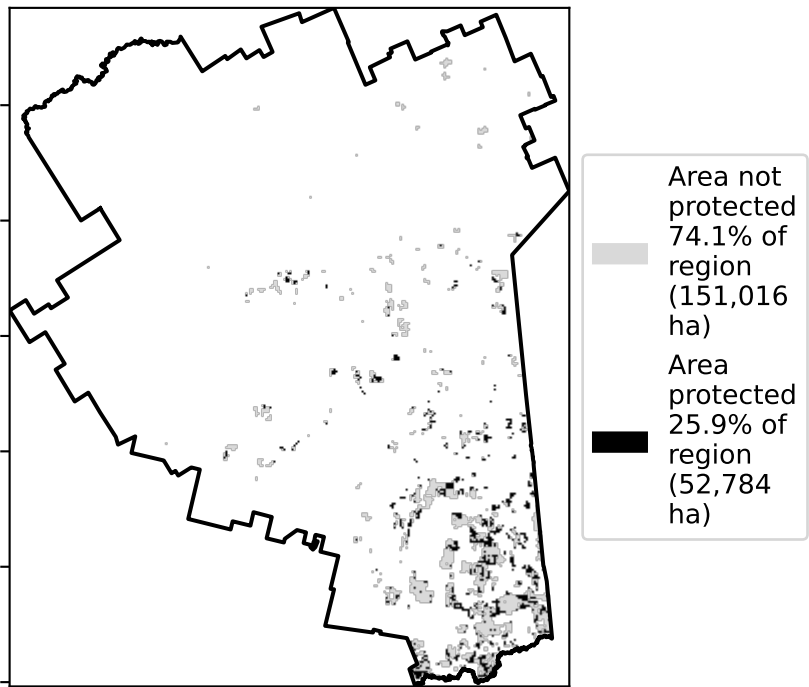 Area not
protected
74.1% of
region
(151,016
ha)
Area
protected
25.9% of
region
(52,784
ha)